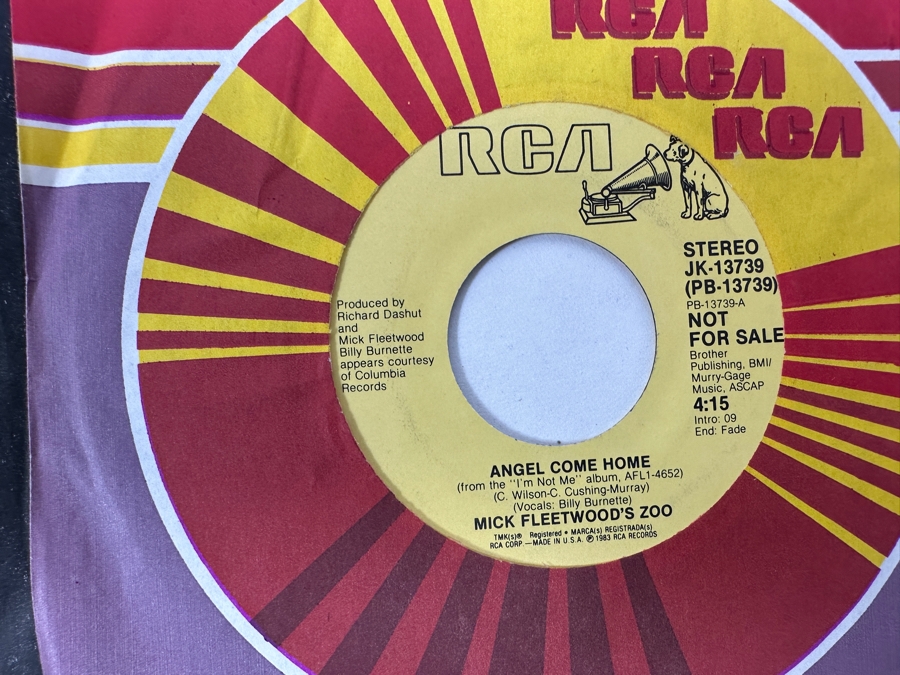 RCA
RCA
RCA
RCA
STEREO
JK-13739
(PB-13739)
PB-13739-A
NOT
FOR SALE
Brother
Publishing, BMI/
Murry-Gage
Music, ASCAP
4:15
Intro: 09
End: Fade
Produced by
Richard Dashut
and
Mick Fleetwood
Billy Burnette
appears courtesy
of Columbia
Records
ANGEL COME HOME
(from the "I'm Not Me" album, AFL1-4652)
(C. Wilson-C. Cushing-Murray)
(Vocals: Billy Burnette)
MICK FLEETWOOD'S ZOO
TMK(s)® Registered • MARCA(s) REGISTRADA(s)
RCA CORP.—MADE IN U.S.A. ℗ 1983 RCA RECORDS